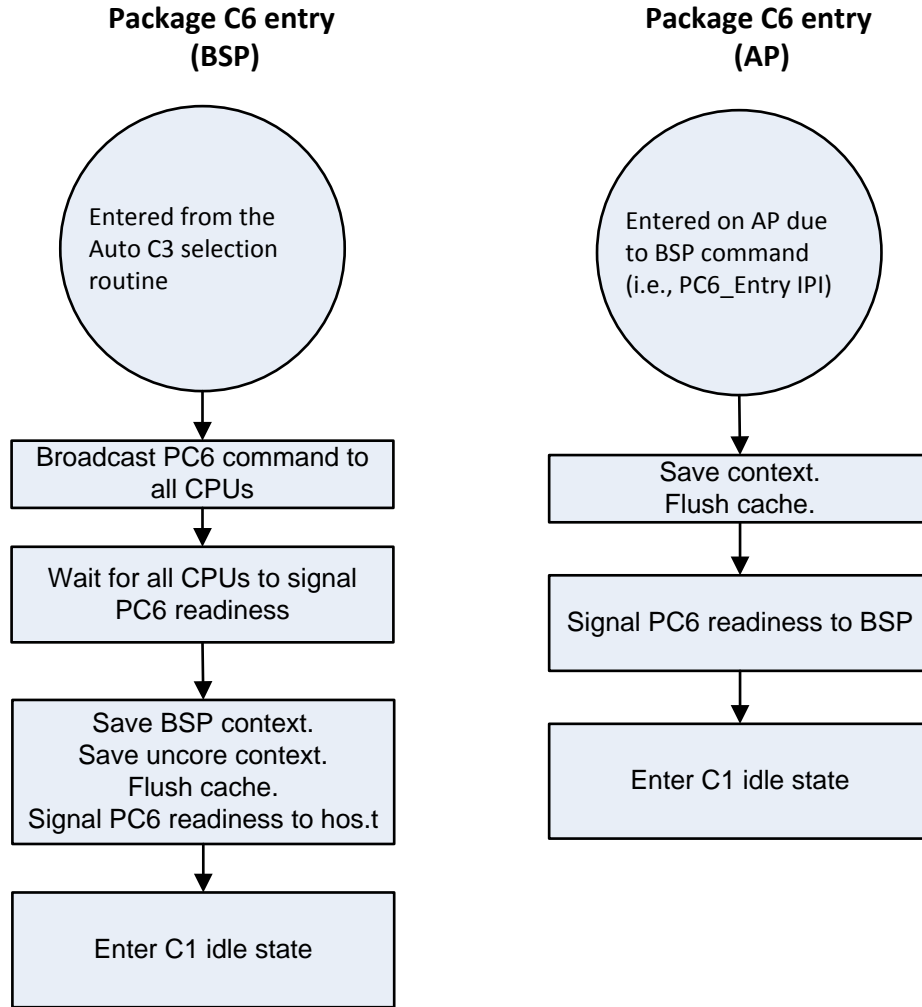 Package C6 entry
(BSP)
Entered from the
Auto C3 selection
routine
Broadcast PC6 command to
all CPUs
Wait for all CPUs to signal
PC6 readiness
Save BSP context.
Save uncore context.
Flush cache.
Signal PC6 readiness to hos.t
Enter C1 idle state
Package C6 entry
(AP)
Entered on AP due
to BSP command
(i.e., PC6_Entry IPI)
Save context.
Flush cache.
Signal PC6 readiness to BSP
Enter C1 idle state